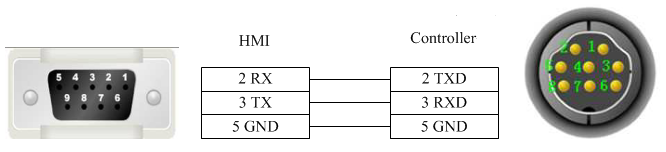 HMI
Controller
5 4 3 2 1
9 8 7 6
2 RX
2 TXD
3 TX
3 RXD
5 GND
5 GND
2 1
5 4 3
8 7 6